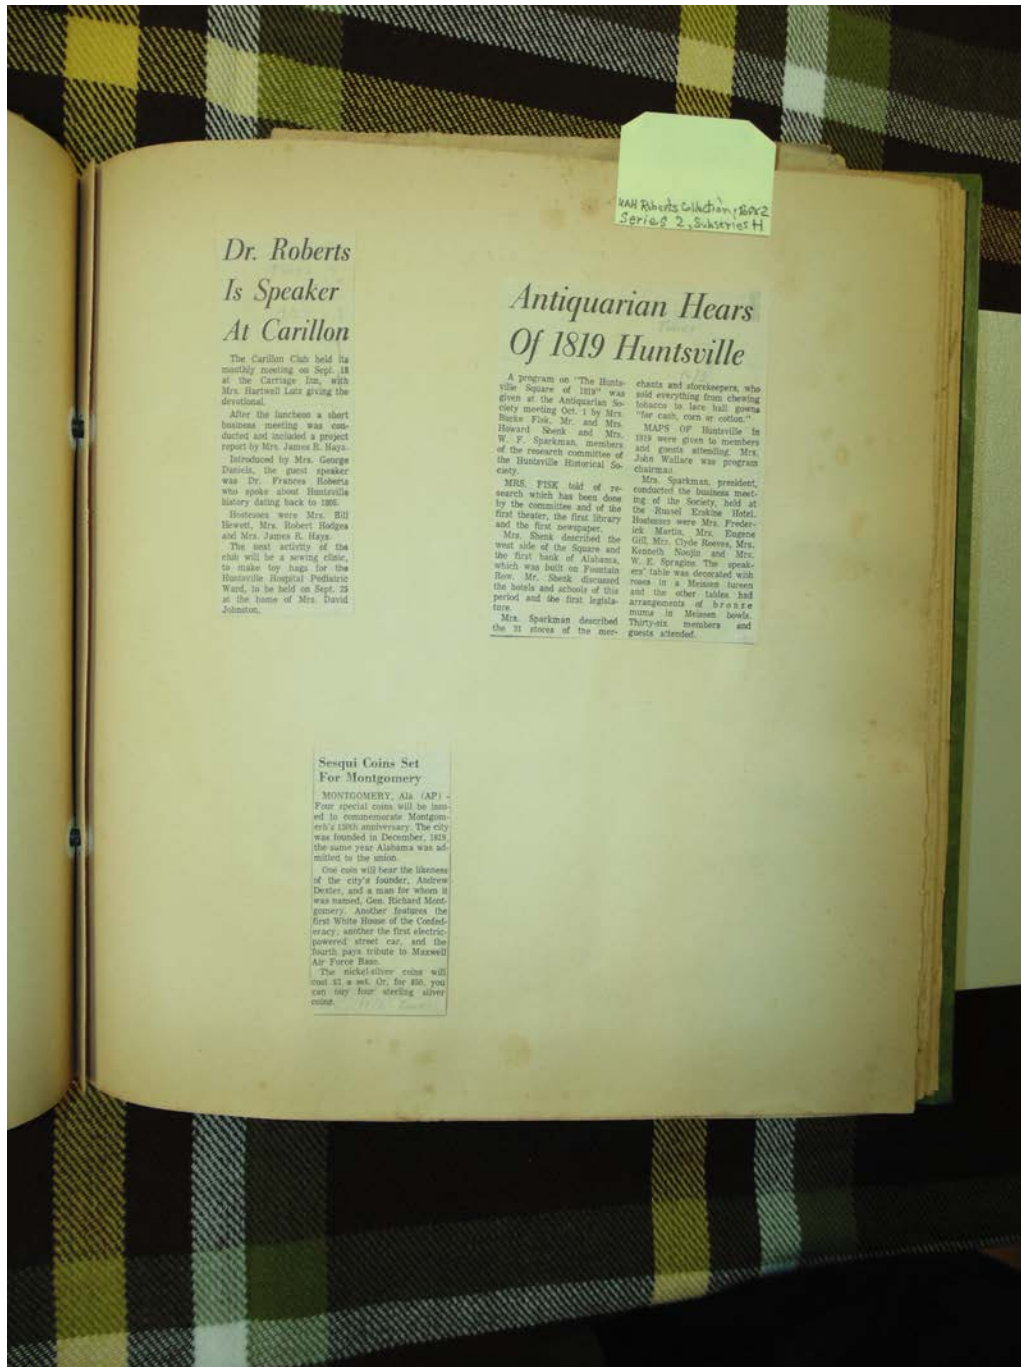 UAH Roberts Collection, Box 2
Series 2, Subseries H
Dr. Roberts
Is Speaker
At Carillon
The Carillon Club held its
monthly meeting on Sept. 18
at the Carriage Inn, with
Mrs. Hartwell Lutz giving the
devotional.
After the luncheon a short
business meeting was con-
ducted and included a project
report by Mrs. James R. Hays.
Introduced by Mrs. George
Daniels, the guest speaker
was Dr. Frances Roberts
who spoke about Huntsville
history dating back to
Hostesses were Mrs. Bill
Hewett, Mrs. Robert Hodges
and Mrs. James R. Hays.
The next activity of the
club will be a sewing clinic,
to make toy bags for the
Huntsville Hospital Pediatric
Ward, to be held on Sept. 25
at the home of Mrs. David
Johnston.
Antiquarian Hears
Times
Of 1819 Huntsville
A program on "The Hunts-
ville Square of 1819" was
given at the Antiquarian So-
ciety meeting Oct. 1 by Mrs.
Burke Fisk, Mr. and Mrs.
Howard Shenk and Mrs.
W. F. Sparkman, members
of the research committee of
the Huntsville Historical So-
ciety.
MRS. FISK told of re-
search which has been done
by the committee and of the
first theater, the first library
and the first newspaper.
Mrs. Shenk described the
west side of the Square and
the first bank of Alabama,
which was built on Fountain
Row. Mr. Shenk discussed
the hotels and schools of this
period and the first legisla-
ture.
Mrs. Sparkman described
the 31 stores of the mer-
chants and storekeepers, who
sold everything from chewing
tobacco to lace ball gowns
"for cash, corn or cotton."
MAPS OF Huntsville in
1819 were given to members
and guests attending. Mrs.
John Wallace was program
chairman.
Mrs. Sparkman, president,
conducted the business meet-
ing of the Society, held at
the Russel Erskine Hotel.
Hostesses were Mrs. Freder-
ick Martin, Mrs. Eugene
Gill, Mrs. Clyde Reeves, Mrs.
Kenneth Noojin and Mrs.
W. E. Spragins. The speak-
ers' table was decorated with
roses in a Meissen tureen
and the other tables had
arrangements of bronze
mums in Meissen bowls.
Thirty-six members and
guests attended.
Sesqui Coins Set
For Montgomery
MONTGOMERY, Ala. (AP) -
Four special coins will be issu-
ed to commemorate Montgom-
erh's 150th anniversary. The city
was founded in December, 1819,
the same year Alabama was ad-
mitted to the union.
One coin will bear the likeness
of the city's founder, Andrew
Dexter, and a man for whom it
was named, Gen. Richard Mont-
gomery. Another features the
first White House of the Confed-
eracy; another the first electric-
powered street car, and the
fourth pays tribute to Maxwell
Air Force Base.
The nickel-silver coins will
cost a set. Or, for you
can buy four sterling silver
coins.